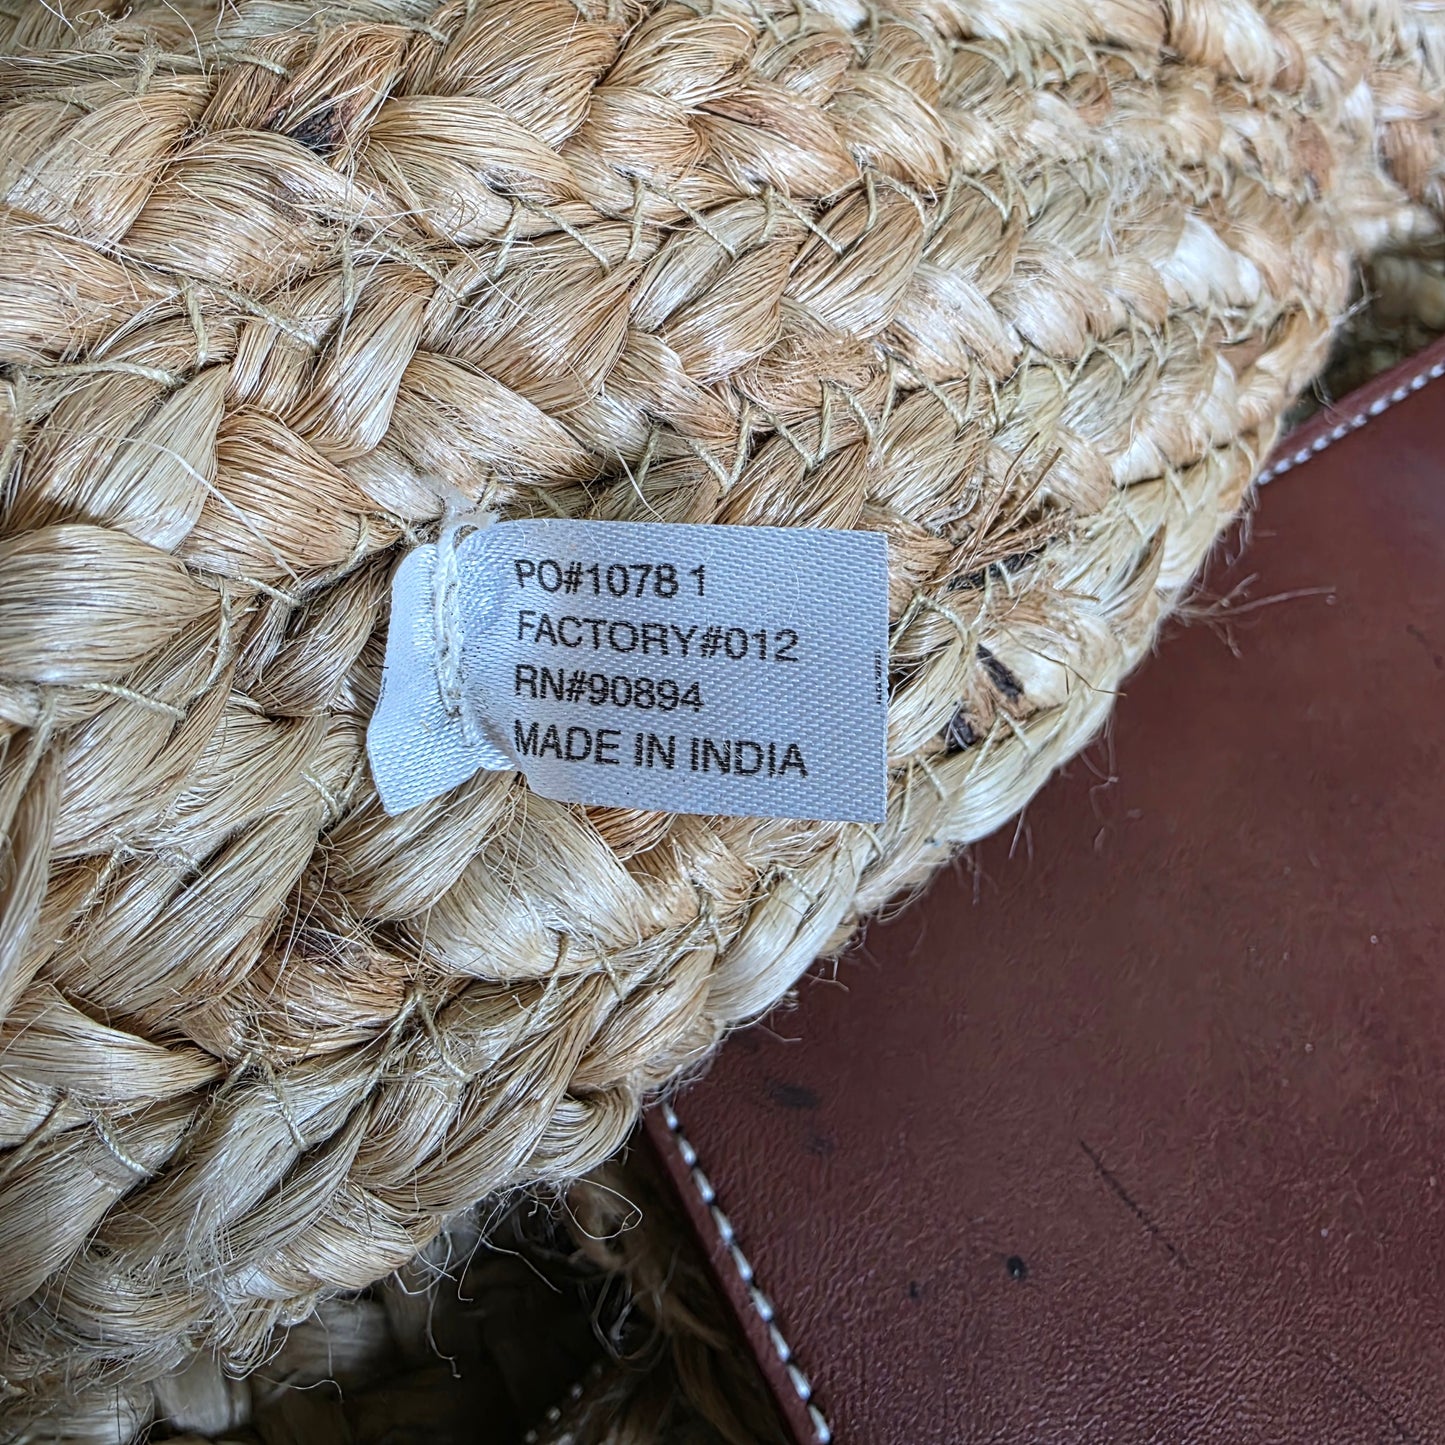 PO#1078 1
FACTORY#012
RN#90894
MADE IN INDIA